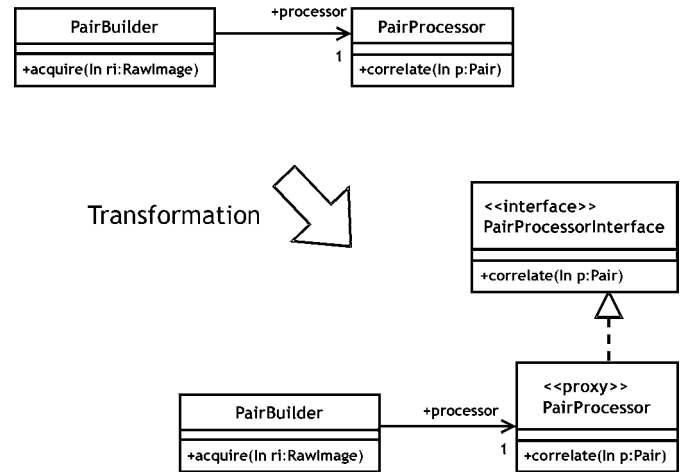 +processor
PairBuilder
PairProcessor
1
+acquire(In ri:RawImage)
+correlate(In p:Pair)
Transformation
<<interface>>
PairProcessorInterface
+correlate(In p:Pair)
<<proxy>>
PairProcessor
PairBuilder
+processor
1
+acquire(In ri:RawImage)
+correlate(In p:Pair)